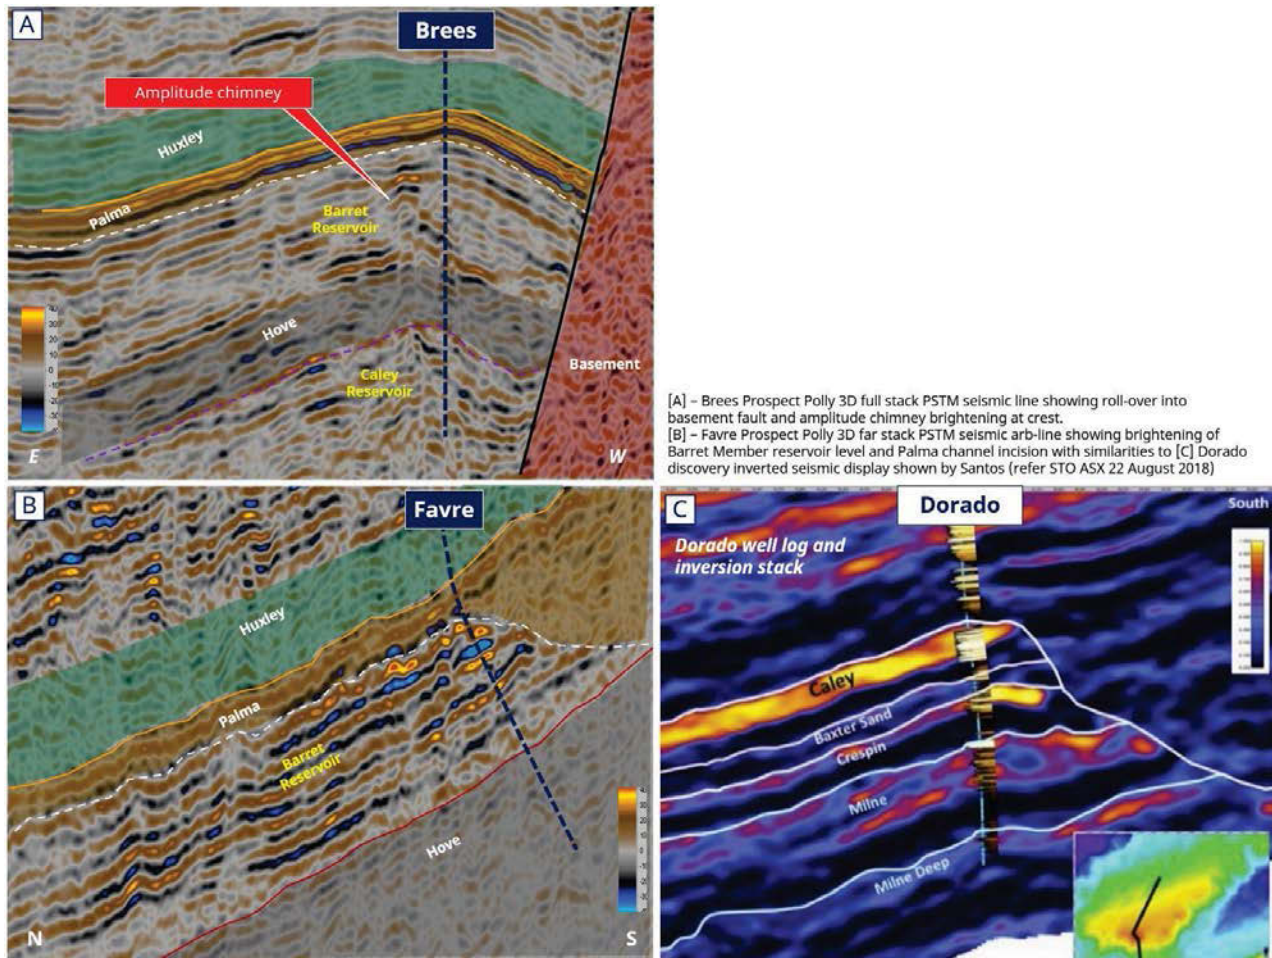 A
Brees
Amplitude chimney
Huxley
Palma
Barret
Reservoir
Hove
Caley
Reservoir
Basement
E
W
[A] – Brees Prospect Polly 3D full stack PSTM seismic line showing roll-over into
basement fault and amplitude chimney brightening at crest.
[B] – Favre Prospect Polly 3D far stack PSTM seismic arb-line showing brightening of
Barret Member reservoir level and Palma channel incision with similarities to [C] Dorado
discovery inverted seismic display shown by Santos (refer STO ASX 22 August 2018)
B
Favre
Huxley
Palma
Barret
Reservoir
Hove
N
S
C
Dorado
South
Dorado well log and
inversion stack
Caley
Baxter Sand
Crespin
Milne
Milne Deep